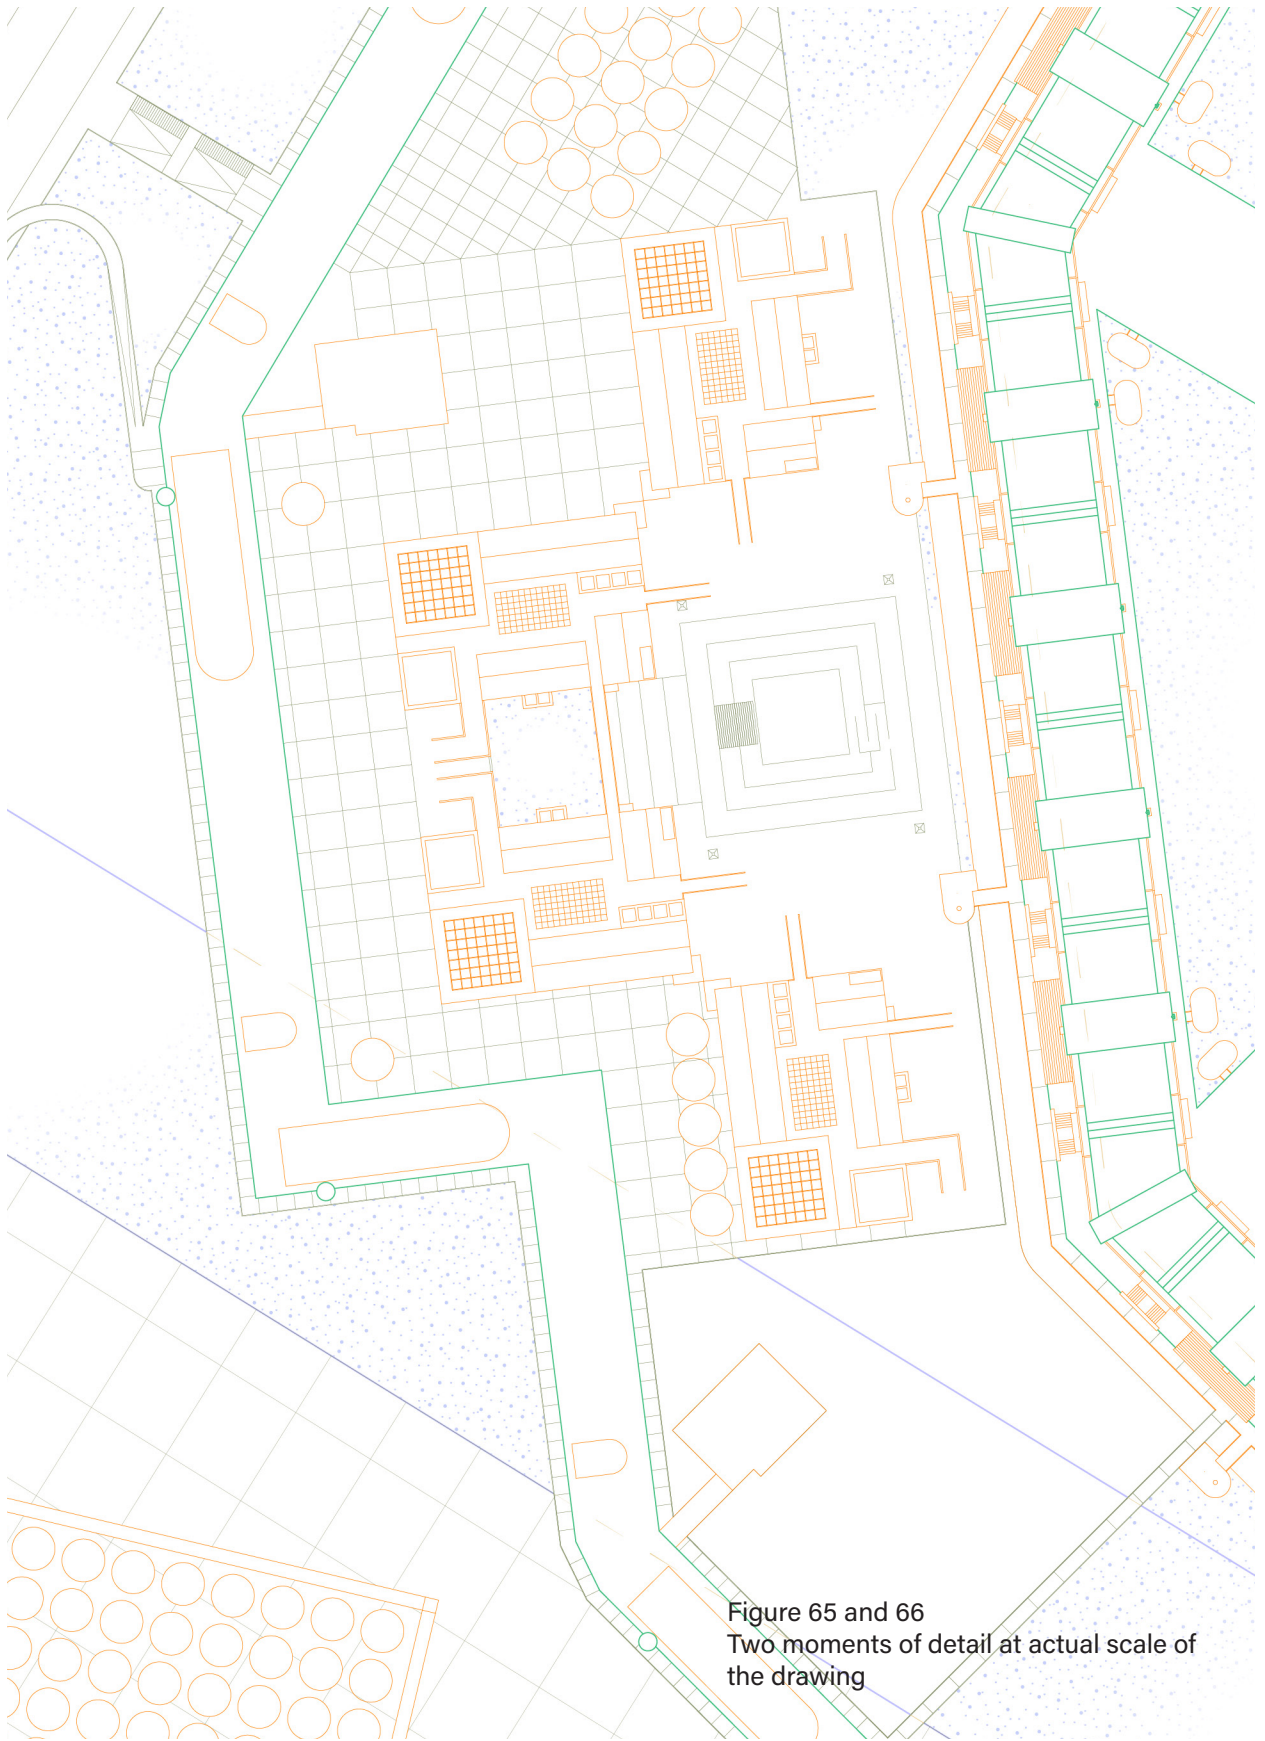 Figure 65 and 66
Two moments of detail at actual scale of
the drawing